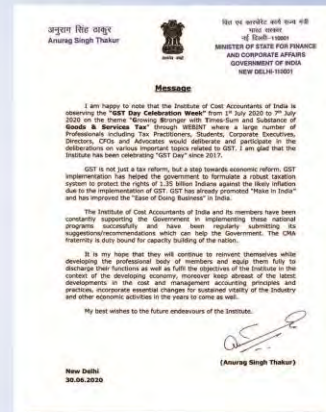 अनुराग सिंह ठाकुर
Anurag Singh Thakur
वित्त एवं कारपोरेट कार्य राज्य मंत्री
भारत सरकार
नई दिल्ली-110001
MINISTER OF STATE FOR FINANCE
AND CORPORATE AFFAIRS
GOVERNMENT OF INDIA
NEW DELHI-110001
Message
I am happy to note that the Institute of Cost Accountants of India is
observing the "GST Day Celebration Week" from 1st July 2020 to 7th July
2020 on the theme "Growing Stronger with Times-Sum and Substance of
Goods & Services Tax" through WEBINT where a large number of
Professionals including Tax Practitioners, Students, Corporate Executives,
Directors, CFOs and Advocates would deliberate and participate in the
deliberations on various important topics related to GST. I am glad that the
Institute has been celebrating "GST Day" since 2017.
GST is not just a tax reform, but a step towards economic reform. GST
implementation has helped the government to formulate a robust taxation
system to protect the rights of 1.35 billion Indians against the likely inflation
due to the implementation of GST. GST has already promoted "Make in India"
and has improved the "Ease of Doing Business" in India.
The Institute of Cost Accountants of India and its members have been
constantly supporting the Government in implementing these national
programs successfully and have been regularly submitting its
suggestions/recommendations which can help the Government. The CMA
fraternity is duty bound for capacity building of the nation.
It is my hope that they will continue to reinvent themselves while
developing the professional body of members and equip them fully to
discharge their functions as well as fulfil the objectives of the Institute in the
context of the developing economy, moreover keep abreast of the latest
developments in the cost and management accounting principles and
practices, incorporate essential changes for sustained vitality of the Industry
and other economic activities in the years to come as well.
My best wishes to the future endeavours of the Institute.
(Anurag Singh Thakur)
New Delhi
30.06.2020